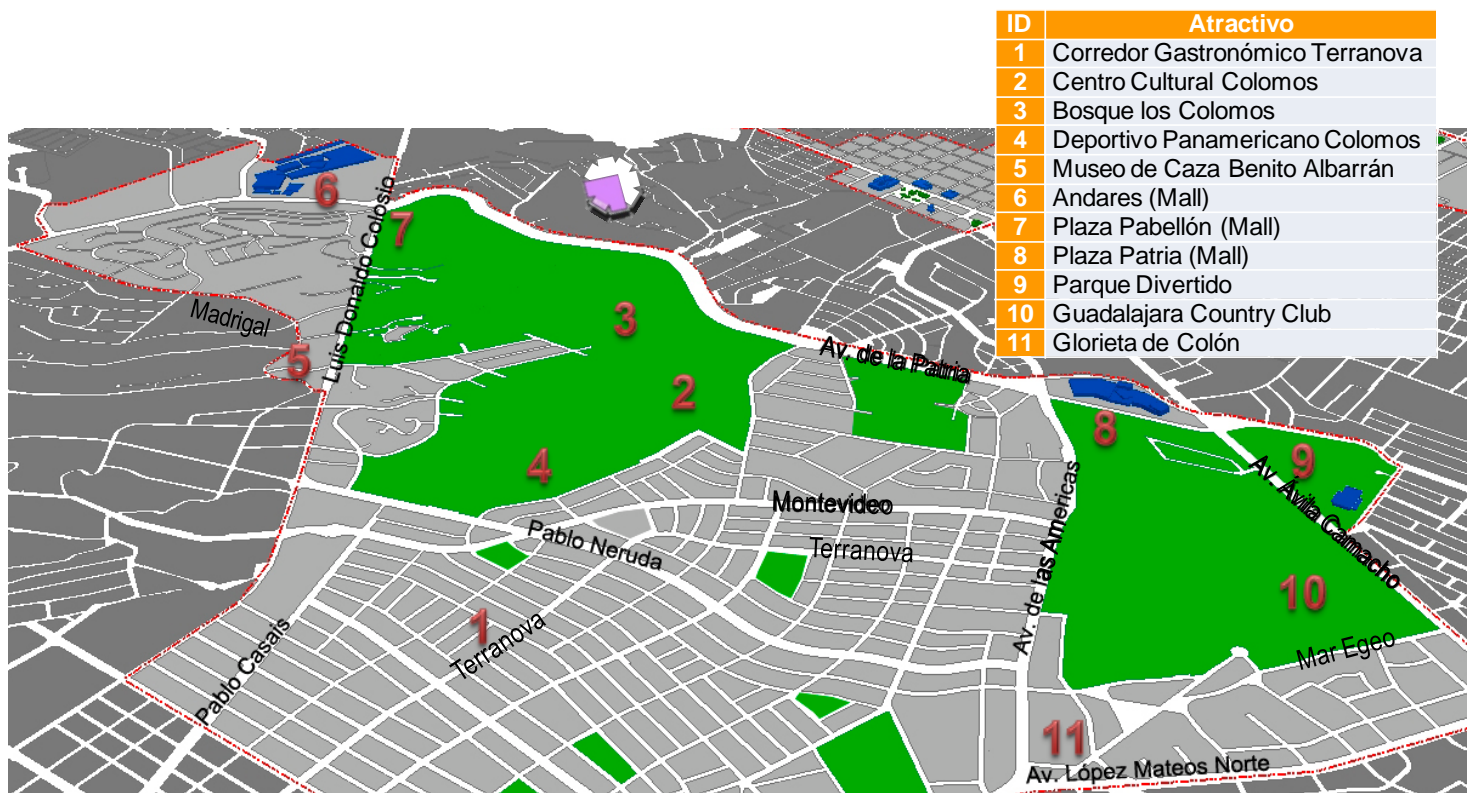 ID Atractivo
1 Corredor Gastronómico Terranova
2 Centro Cultural Colomos
3 Bosque los Colomos
4 Deportivo Panamericano Colomos
5 Museo de Caza Benito Albarrán
6 Andares (Mall)
7 Plaza Pabellón (Mall)
8 Plaza Patria (Mall)
9 Parque Divertido
10 Guadalajara Country Club
11 Glorieta de Colón
6
7
Luis Donaldo Colosio
Madrigal
3
5
Av. de la Patria
2
8
4
9
Av. Ávila Camacho
Montevideo
Pablo Neruda
Terranova
Av. de las Americas
10
1
Terranova
Mar Egeo
Pablo Casais
11
Av. López Mateos Norte